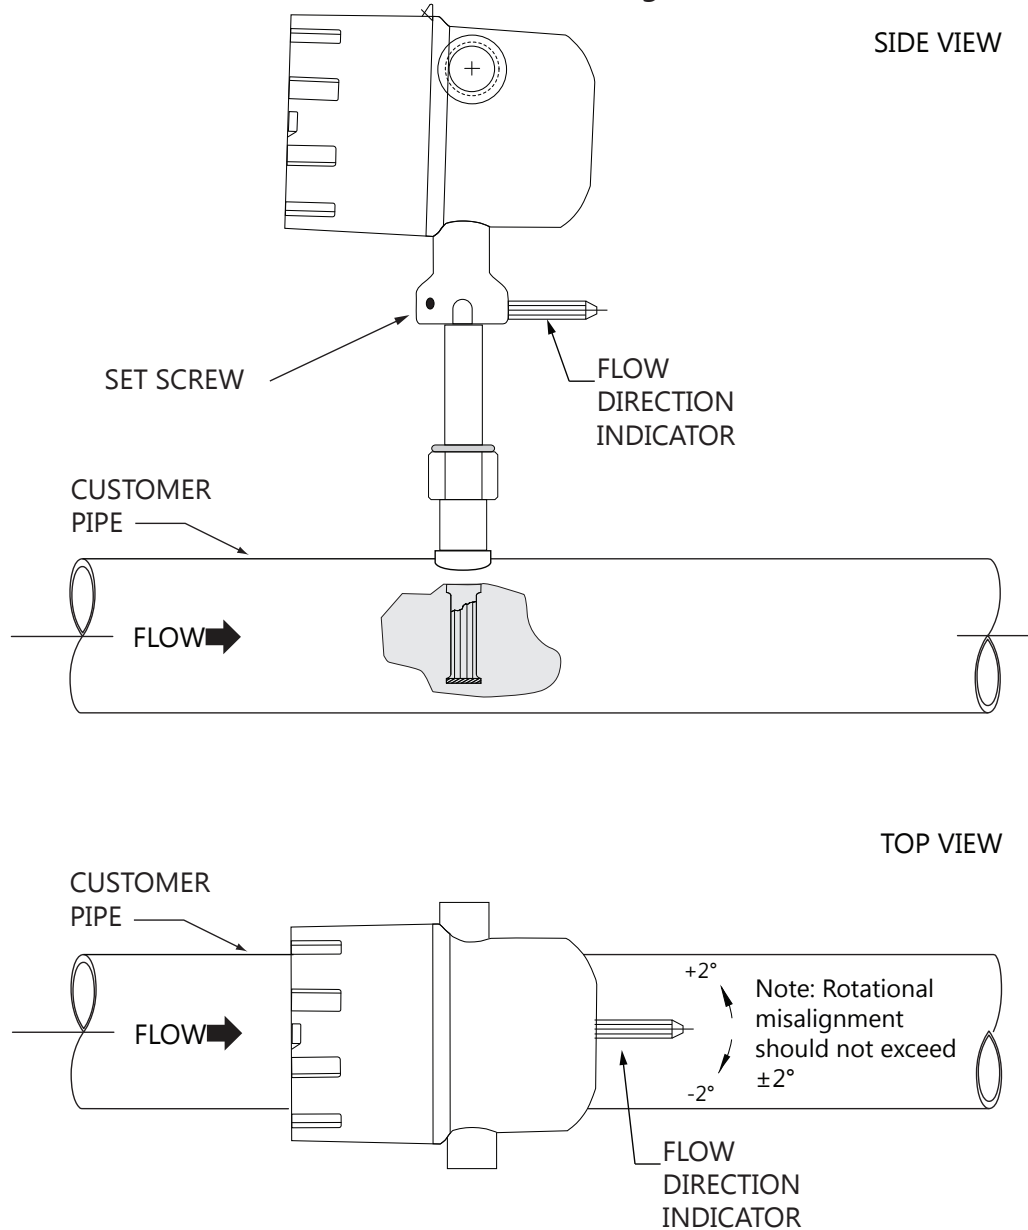 SIDE VIEW
SET SCREW
FLOW
DIRECTION
INDICATOR
CUSTOMER
PIPE
FLOW
TOP VIEW
CUSTOMER
PIPE
FLOW
+2°
-2°
Note: Rotational
misalignment
should not exceed
±2°
FLOW
DIRECTION
INDICATOR